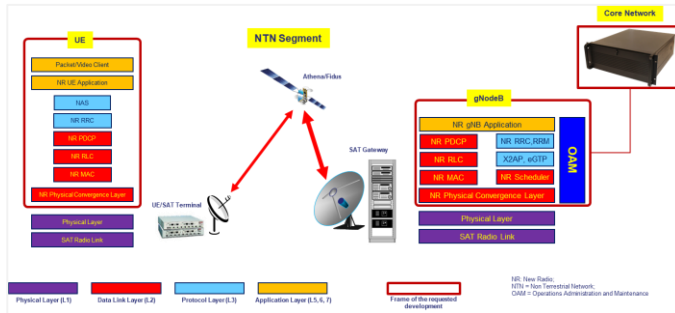 Core Network
UE
NTN Segment
Packet/Video Client
NR UE Application
NAS
NR RRC
NR PDCP
NR RLC
NR MAC
NR Physical Convergence Layer
Physical Layer
SAT Radio Link
Athena/Fidus
SAT Gateway
UE/SAT Terminal
gNodeB
NR gNB Application
NR PDCP
NR RRC,RRM
NR RLC
X2AP, eGTP
NR MAC
NR Scheduler
NR Physical Convergence Layer
OAM
Physical Layer
SAT Radio Link
Physical Layer (L1)
Data Link Layer (L2)
Protocol Layer(L3)
Application Layer (L5, 6, 7)
Frame of the requested
development
NR: New Radio;
NTN = Non Terrestrial Network;
OAM = Operations Administration and Maintenance